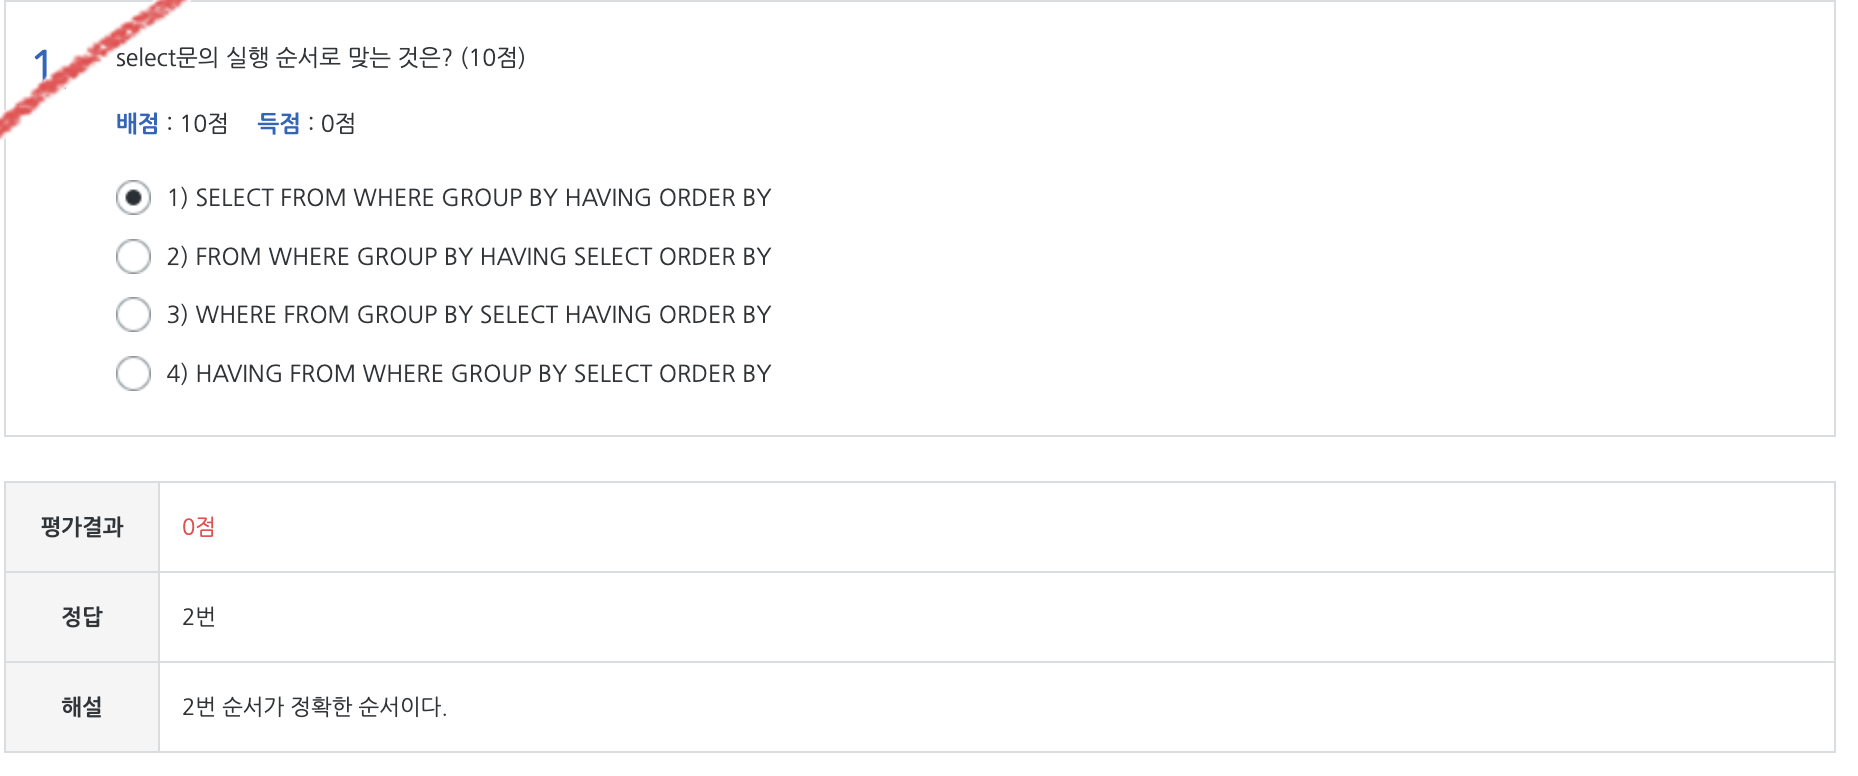 1
select문의 실행 순서로 맞는 것은? (10점)
배점 : 10점 득점 : 0점
1) SELECT FROM WHERE GROUP BY HAVING ORDER BY
2) FROM WHERE GROUP BY HAVING SELECT ORDER BY
3) WHERE FROM GROUP BY SELECT HAVING ORDER BY
4) HAVING FROM WHERE GROUP BY SELECT ORDER BY
평가결과 0점
정답 2번
해설 2번 순서가 정확한 순서이다.